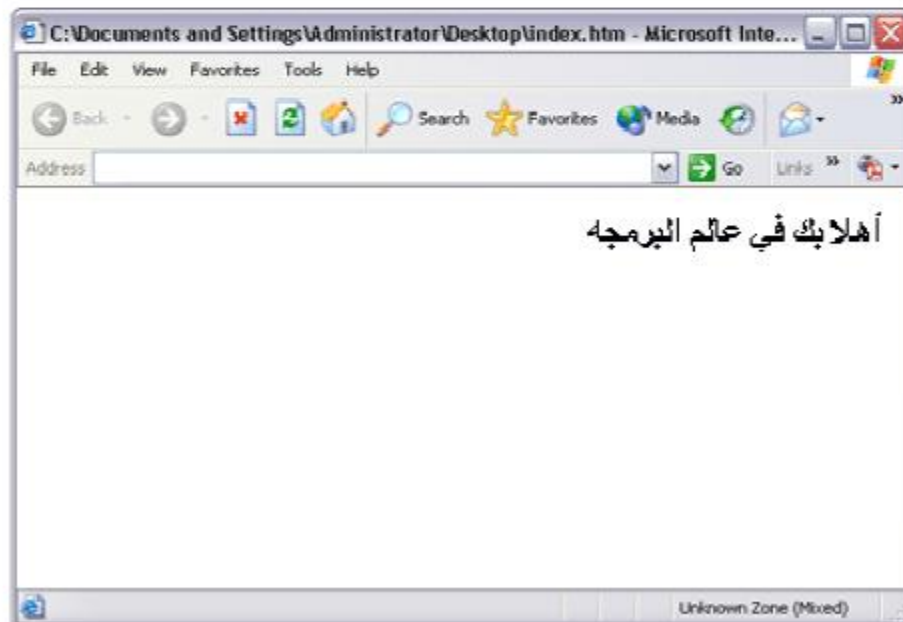 C:\Documents and Settings\Administrator\Desktop\index.htm - Microsoft Inte...
File Edit View Favorites Tools Help
Back Search Favorites Media
Address Go Links
أهلا بك في عالم البرمجه
Unknown Zone (Mixed)